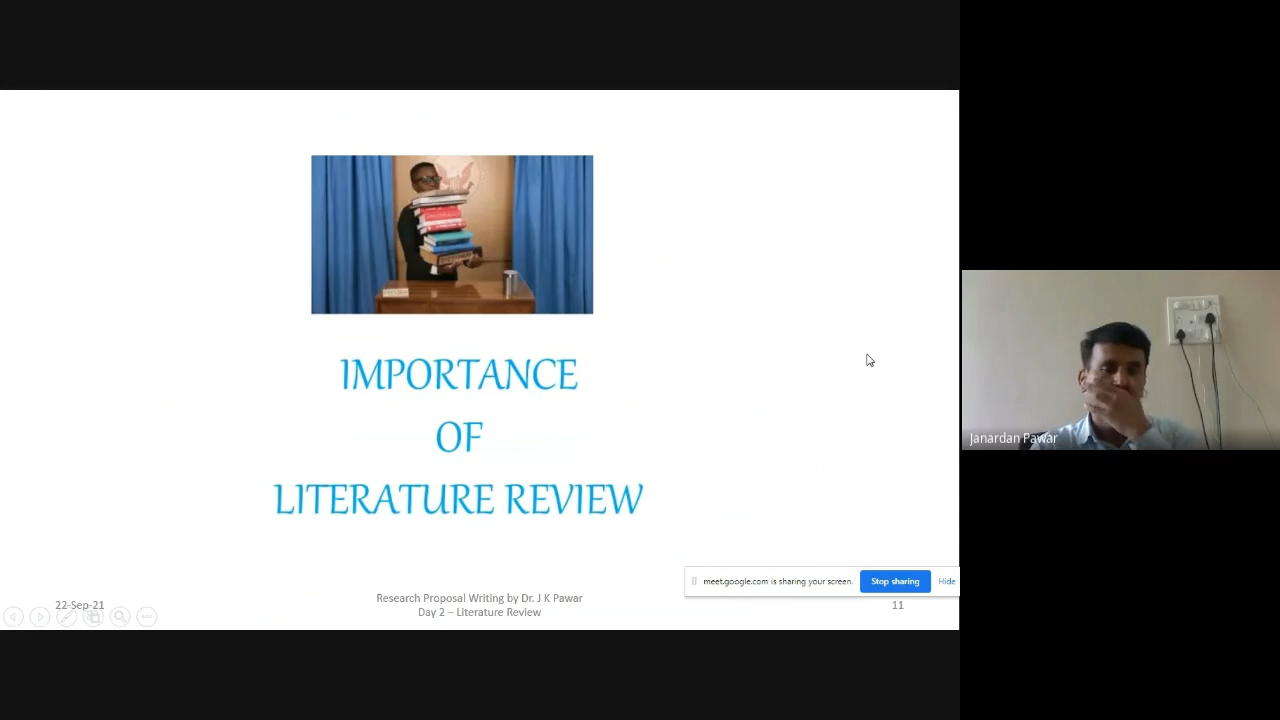 IMPORTANCE
OF
LITERATURE REVIEW
meet.google.com is sharing your screen.
Stop sharing
Hide
22-Sep-21
Research Proposal Writing by Dr. J K Pawar
Day 2 – Literature Review
11
Janardan Pawar